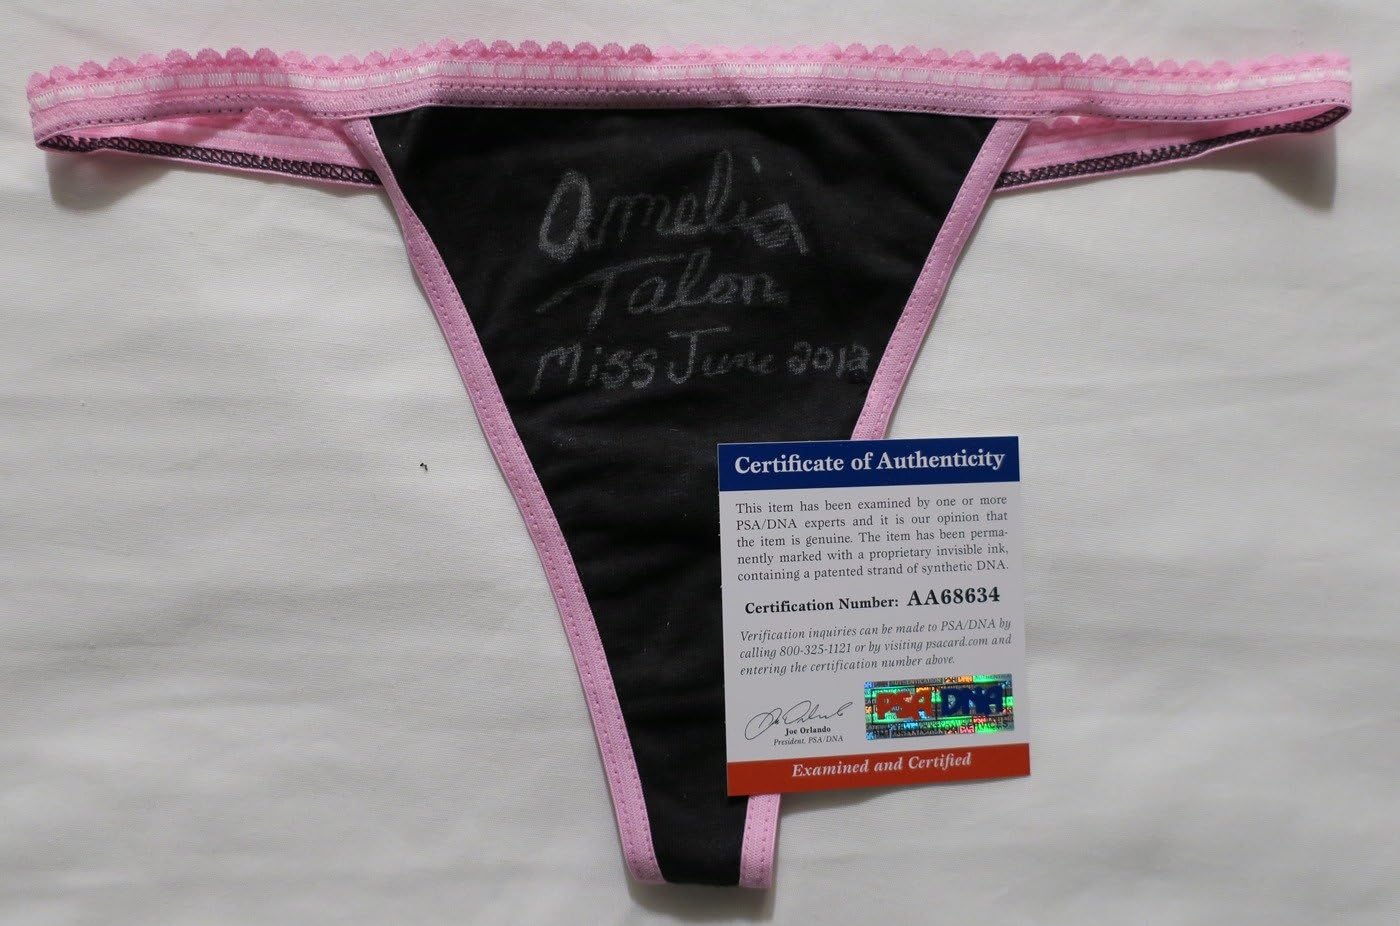 Amelia
Talon
Miss June 2012
Certificate of Authenticity
This item has been examined by one or more
PSA/DNA experts and it is our opinion that
the item is genuine. The item has been perma-
nently marked with a proprietary invisible ink,
containing a patented strand of synthetic DNA.
Certification Number: AA68634
Verification inquiries can be made to PSA/DNA by
calling 800-325-1121 or by visiting psacard.com and
entering the certification number above.
PSA DNA
Joe Orlando
President, PSA/DNA
Examined and Certified